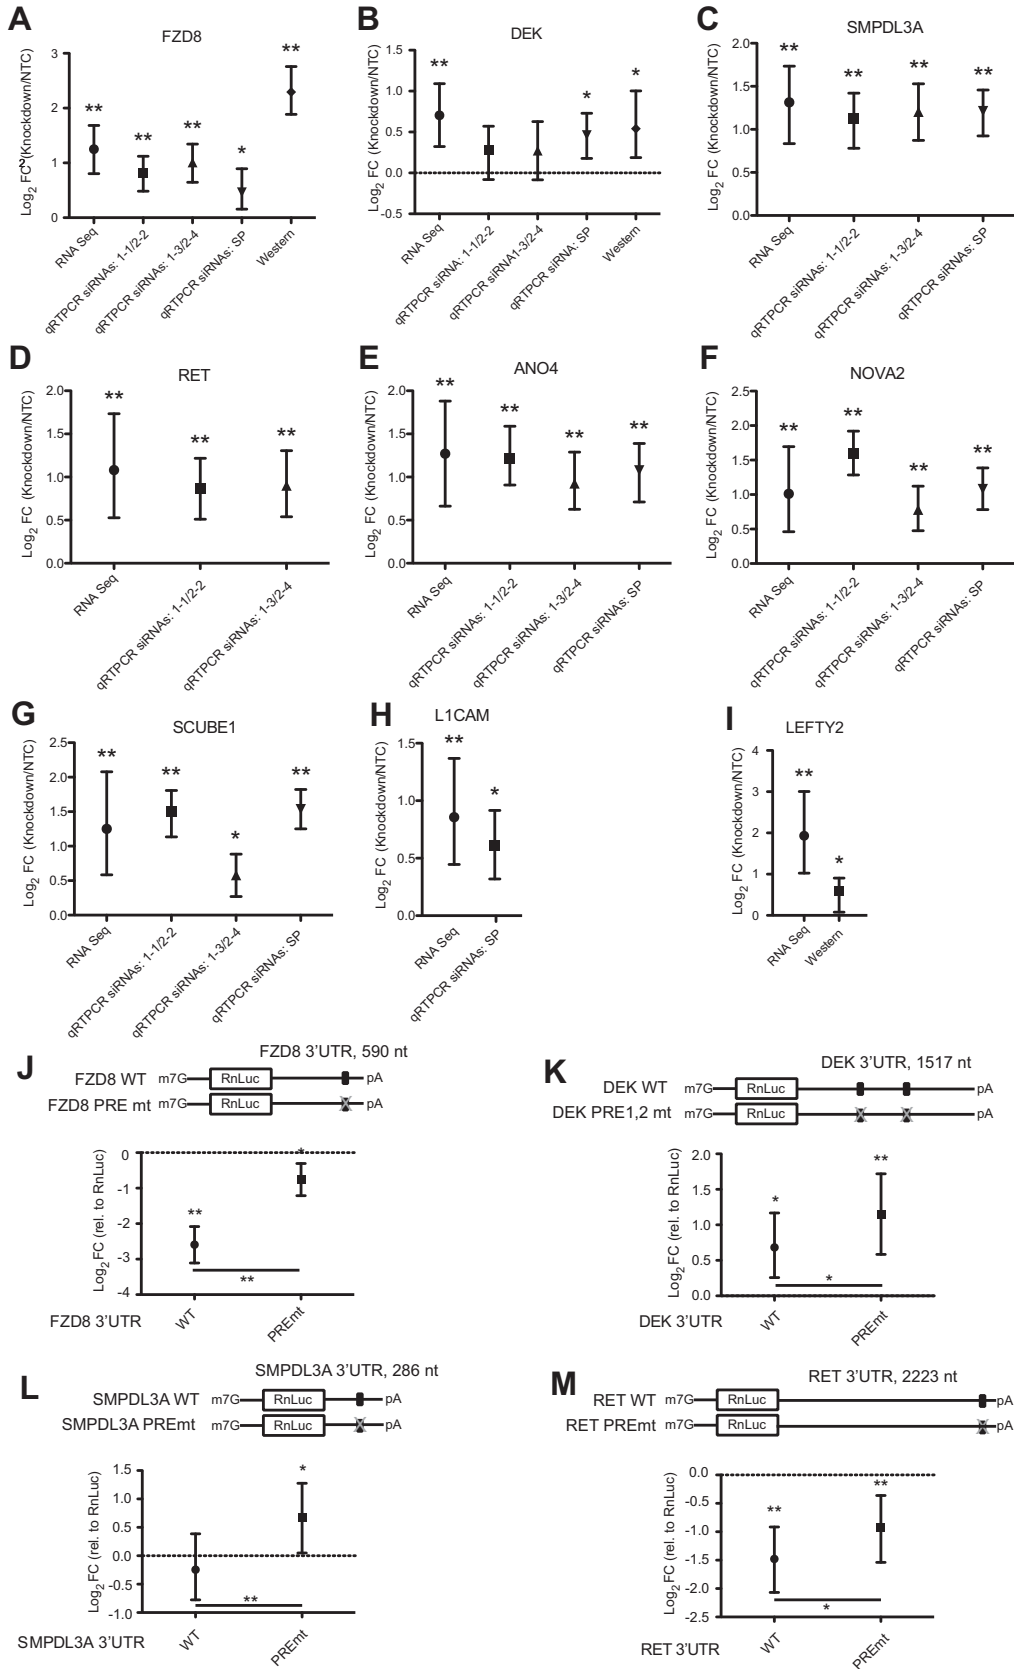 A
FZD8
Log2 FC (Knockdown/NTC)
2
3
2
1
0
**
**
**
*
**
RNA Seq
qRTPCR siRNAs: 1-1/2-2
qRTPCR siRNAs: 1-3/2-4
qRTPCR siRNAs: SP
Western
B
DEK
Log2 FC (Knockdown/NTC)
1.5
1.0
0.5
0.0
-0.5
**
*
*
RNA Seq
qRTPCR siRNA: 1-1/2-2
qRTPCR siRNA1-3/2-4
qRTPCR siRNA: SP
Western
C
SMPDL3A
Log2 FC (Knockdown/NTC)
2.0
1.5
1.0
0.5
0.0
**
**
**
**
RNA Seq
qRTPCR siRNAs: 1-1/2-2
qRTPCR siRNAs: 1-3/2-4
qRTPCR siRNAs: SP
D
RET
Log2 FC (Knockdown/NTC)
2.0
1.5
1.0
0.5
0.0
**
**
**
RNA Seq
qRTPCR siRNAs: 1-1/2-2
qRTPCR siRNAs: 1-3/2-4
E
ANO4
Log2 FC (Knockdown/NTC)
2.0
1.5
1.0
0.5
0.0
**
**
**
**
RNA Seq
qRTPCR siRNAs: 1-1/2-2
qRTPCR siRNAs: 1-3/2-4
qRTPCR siRNAs: SP
F
NOVA2
Log2 FC (Knockdown/NTC)
2.5
2.0
1.5
1.0
0.5
0.0
**
**
**
**
RNA Seq
qRTPCR siRNAs: 1-1/2-2
qRTPCR siRNAs: 1-3/2-4
qRTPCR siRNAs: SP
G
SCUBE1
Log2 FC (Knockdown/NTC)
2.5
2.0
1.5
1.0
0.5
0.0
**
**
*
**
RNA Seq
qRTPCR siRNAs: 1-1/2-2
qRTPCR siRNAs: 1-3/2-4
qRTPCR siRNAs: SP
H
L1CAM
Log2 FC (Knockdown/NTC)
1.5
1.0
0.5
0.0
**
*
RNA Seq
qRTPCR siRNAs: SP
I
LEFTY2
Log2 FC (Knockdown/NTC)
4
3
2
1
0
**
*
RNA Seq
Western
J
FZD8 3'UTR, 590 nt
FZD8 WT m7G RnLuc pA
FZD8 PRE mt m7G RnLuc pA
Log2 FC (rel. to RnLuc)
0
-1
-2
-3
-4
**
*
**
FZD8 3'UTR WT PREmt
K
DEK 3'UTR, 1517 nt
DEK WT m7G RnLuc pA
DEK PRE1,2 mt m7G RnLuc pA
Log2 FC (rel. to RnLuc)
2.0
1.5
1.0
0.5
0.0
*
**
*
DEK 3'UTR WT PREmt
L
SMPDL3A 3'UTR, 286 nt
SMPDL3A WT m7G RnLuc pA
SMPDL3A PREmt m7G RnLuc pA
Log2 FC (rel. to RnLuc)
1.5
1.0
0.5
0.0
-0.5
-1.0
*
**
SMPDL3A 3'UTR WT PREmt
M
RET 3'UTR, 2223 nt
RET WT m7G RnLuc pA
RET PREmt m7G RnLuc pA
Log2 FC (rel. to RnLuc)
0.0
-0.5
-1.0
-1.5
-2.0
-2.5
**
**
*
RET 3'UTR WT PREmt